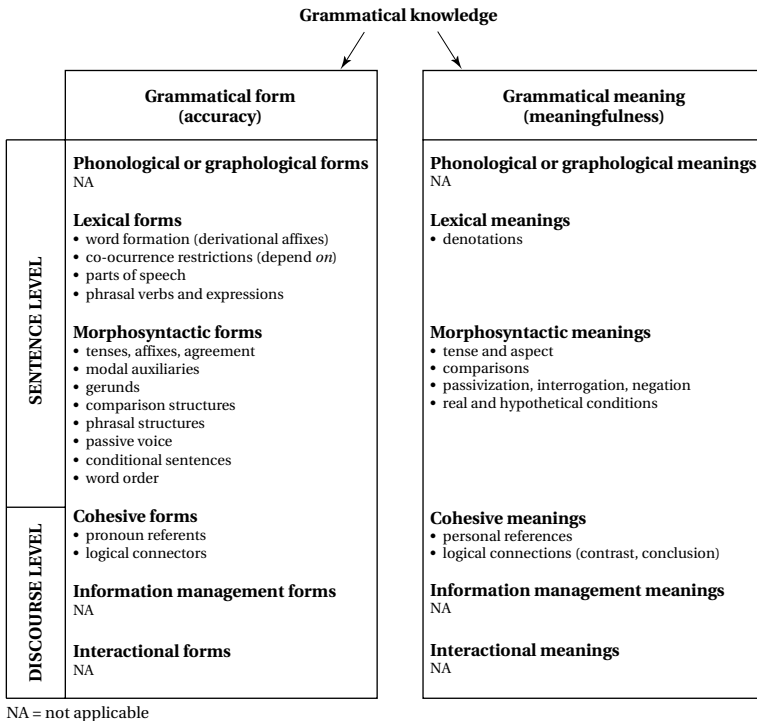 Grammatical knowledge
Grammatical form
(accuracy)
Grammatical meaning
(meaningfulness)
SENTENCE LEVEL
Phonological or graphological forms
NA
Lexical forms
• word formation (derivational affixes)
• co-ocurrence restrictions (depend on)
• parts of speech
• phrasal verbs and expressions
Morphosyntactic forms
• tenses, affixes, agreement
• modal auxiliaries
• gerunds
• comparison structures
• phrasal structures
• passive voice
• conditional sentences
• word order
Phonological or graphological meanings
NA
Lexical meanings
• denotations
Morphosyntactic meanings
• tense and aspect
• comparisons
• passivization, interrogation, negation
• real and hypothetical conditions
DISCOURSE LEVEL
Cohesive forms
• pronoun referents
• logical connectors
Information management forms
NA
Interactional forms
NA
Cohesive meanings
• personal references
• logical connections (contrast, conclusion)
Information management meanings
NA
Interactional meanings
NA
NA = not applicable